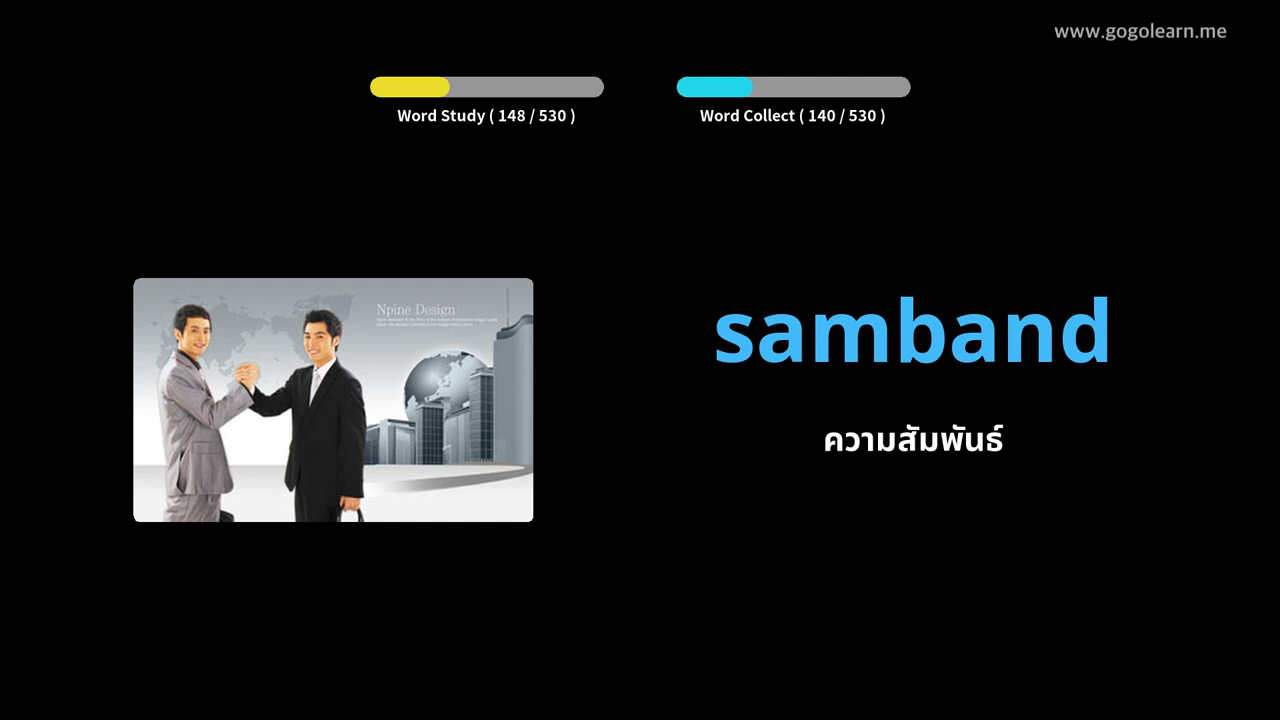 www.gogolearn.me
Word Study ( 148 / 530 )
Word Collect ( 140 / 530 )
Npine Design
samband
ความสัมพันธ์